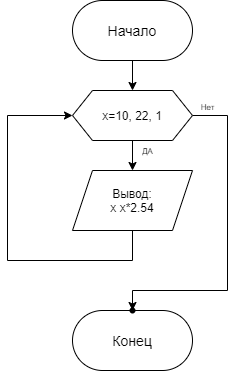 Начало
x=10, 22, 1
Нет
ДА
Вывод:
x x*2.54
Конец